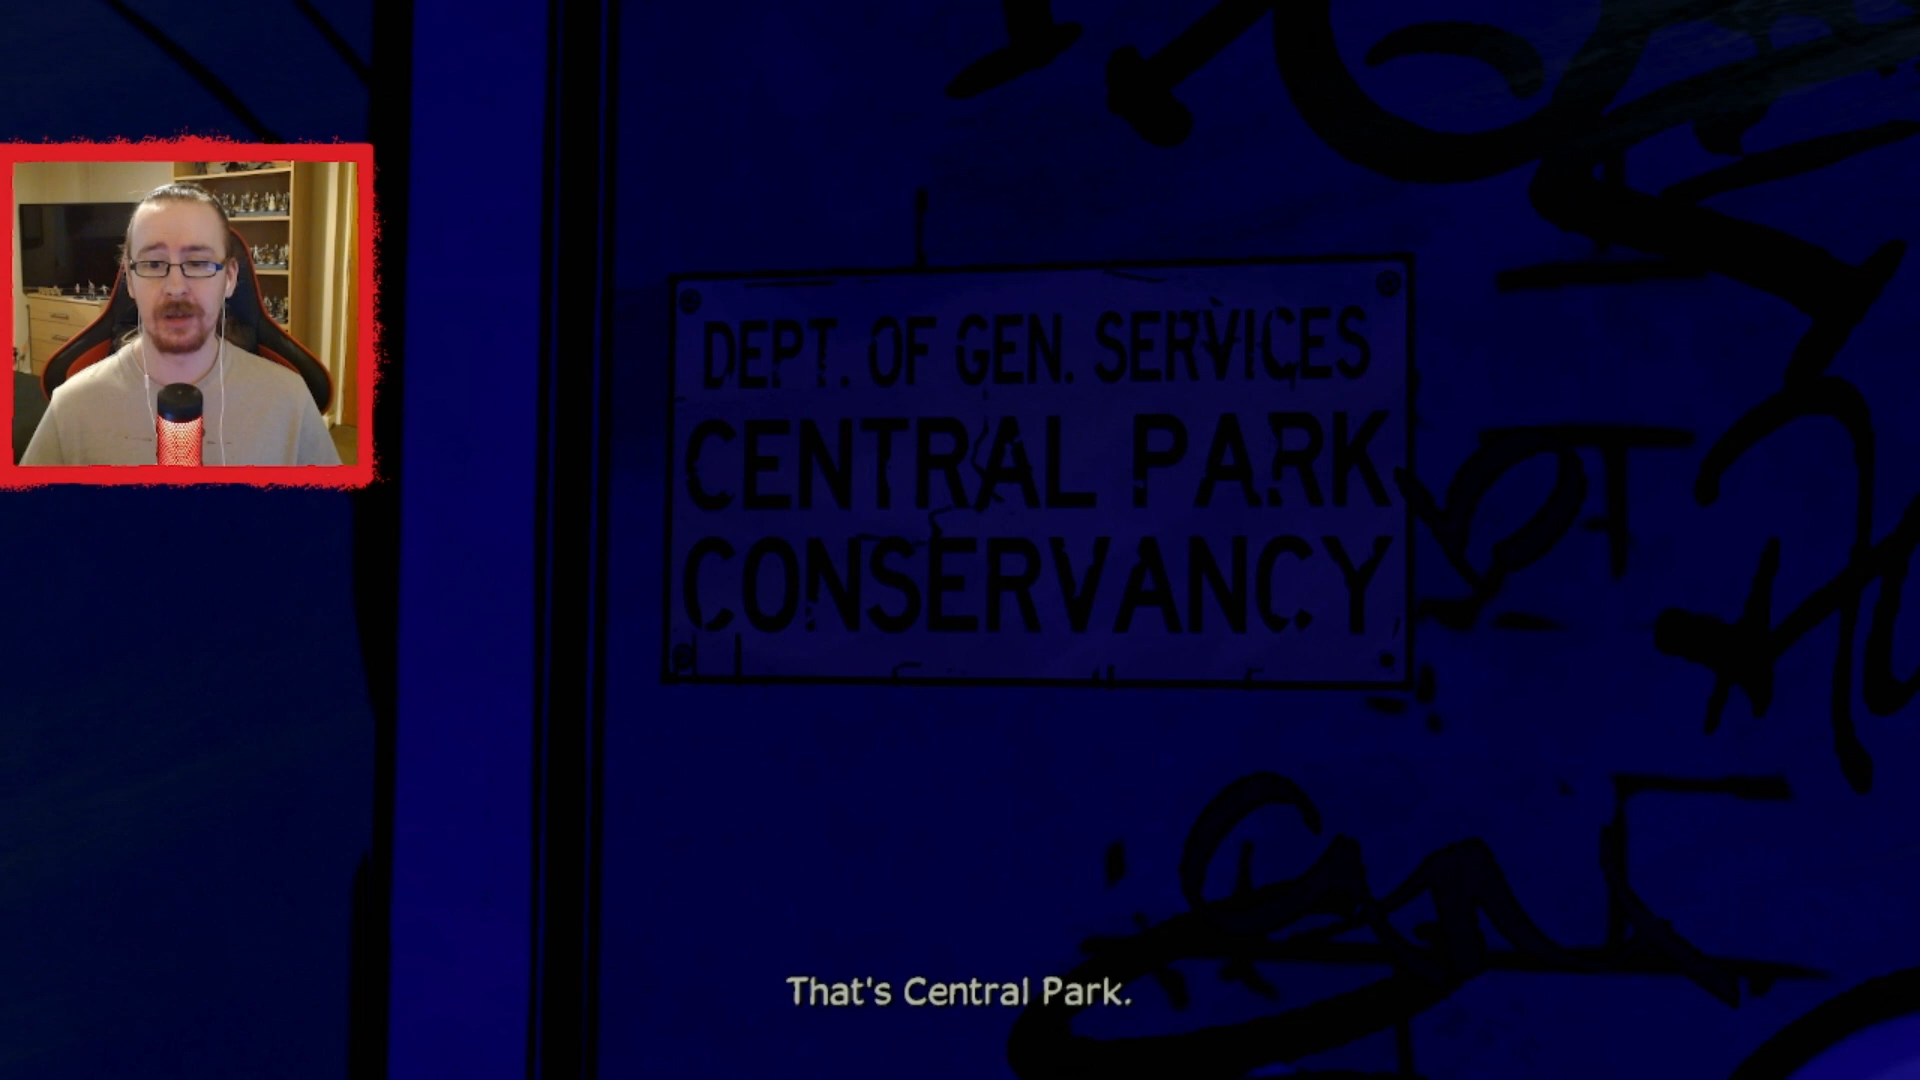 DEPT. OF GEN. SERVICES
CENTRAL PARK
CONSERVANCY
That's Central Park.